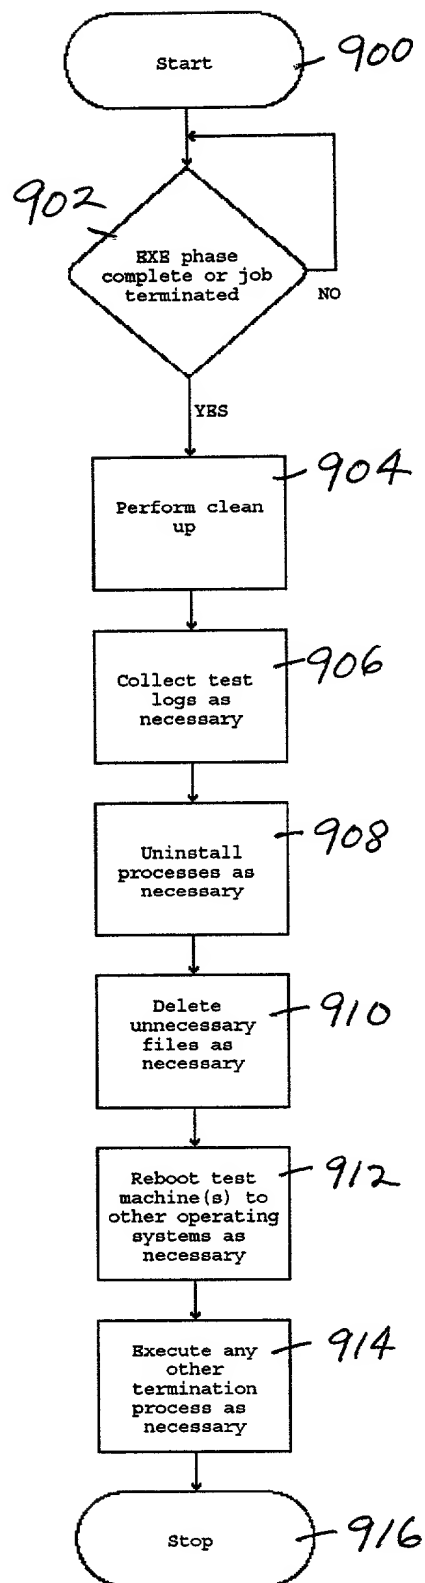 Start
900
902
EXE phase
complete or job
terminated
NO
YES
904
Perform clean
up
906
Collect test
logs as
necessary
908
Uninstall
processes as
necessary
910
Delete
unnecessary
files as
necessary
912
Reboot test
machine(s) to
other operating
systems as
necessary
914
Execute any
other
termination
process as
necessary
Stop
916